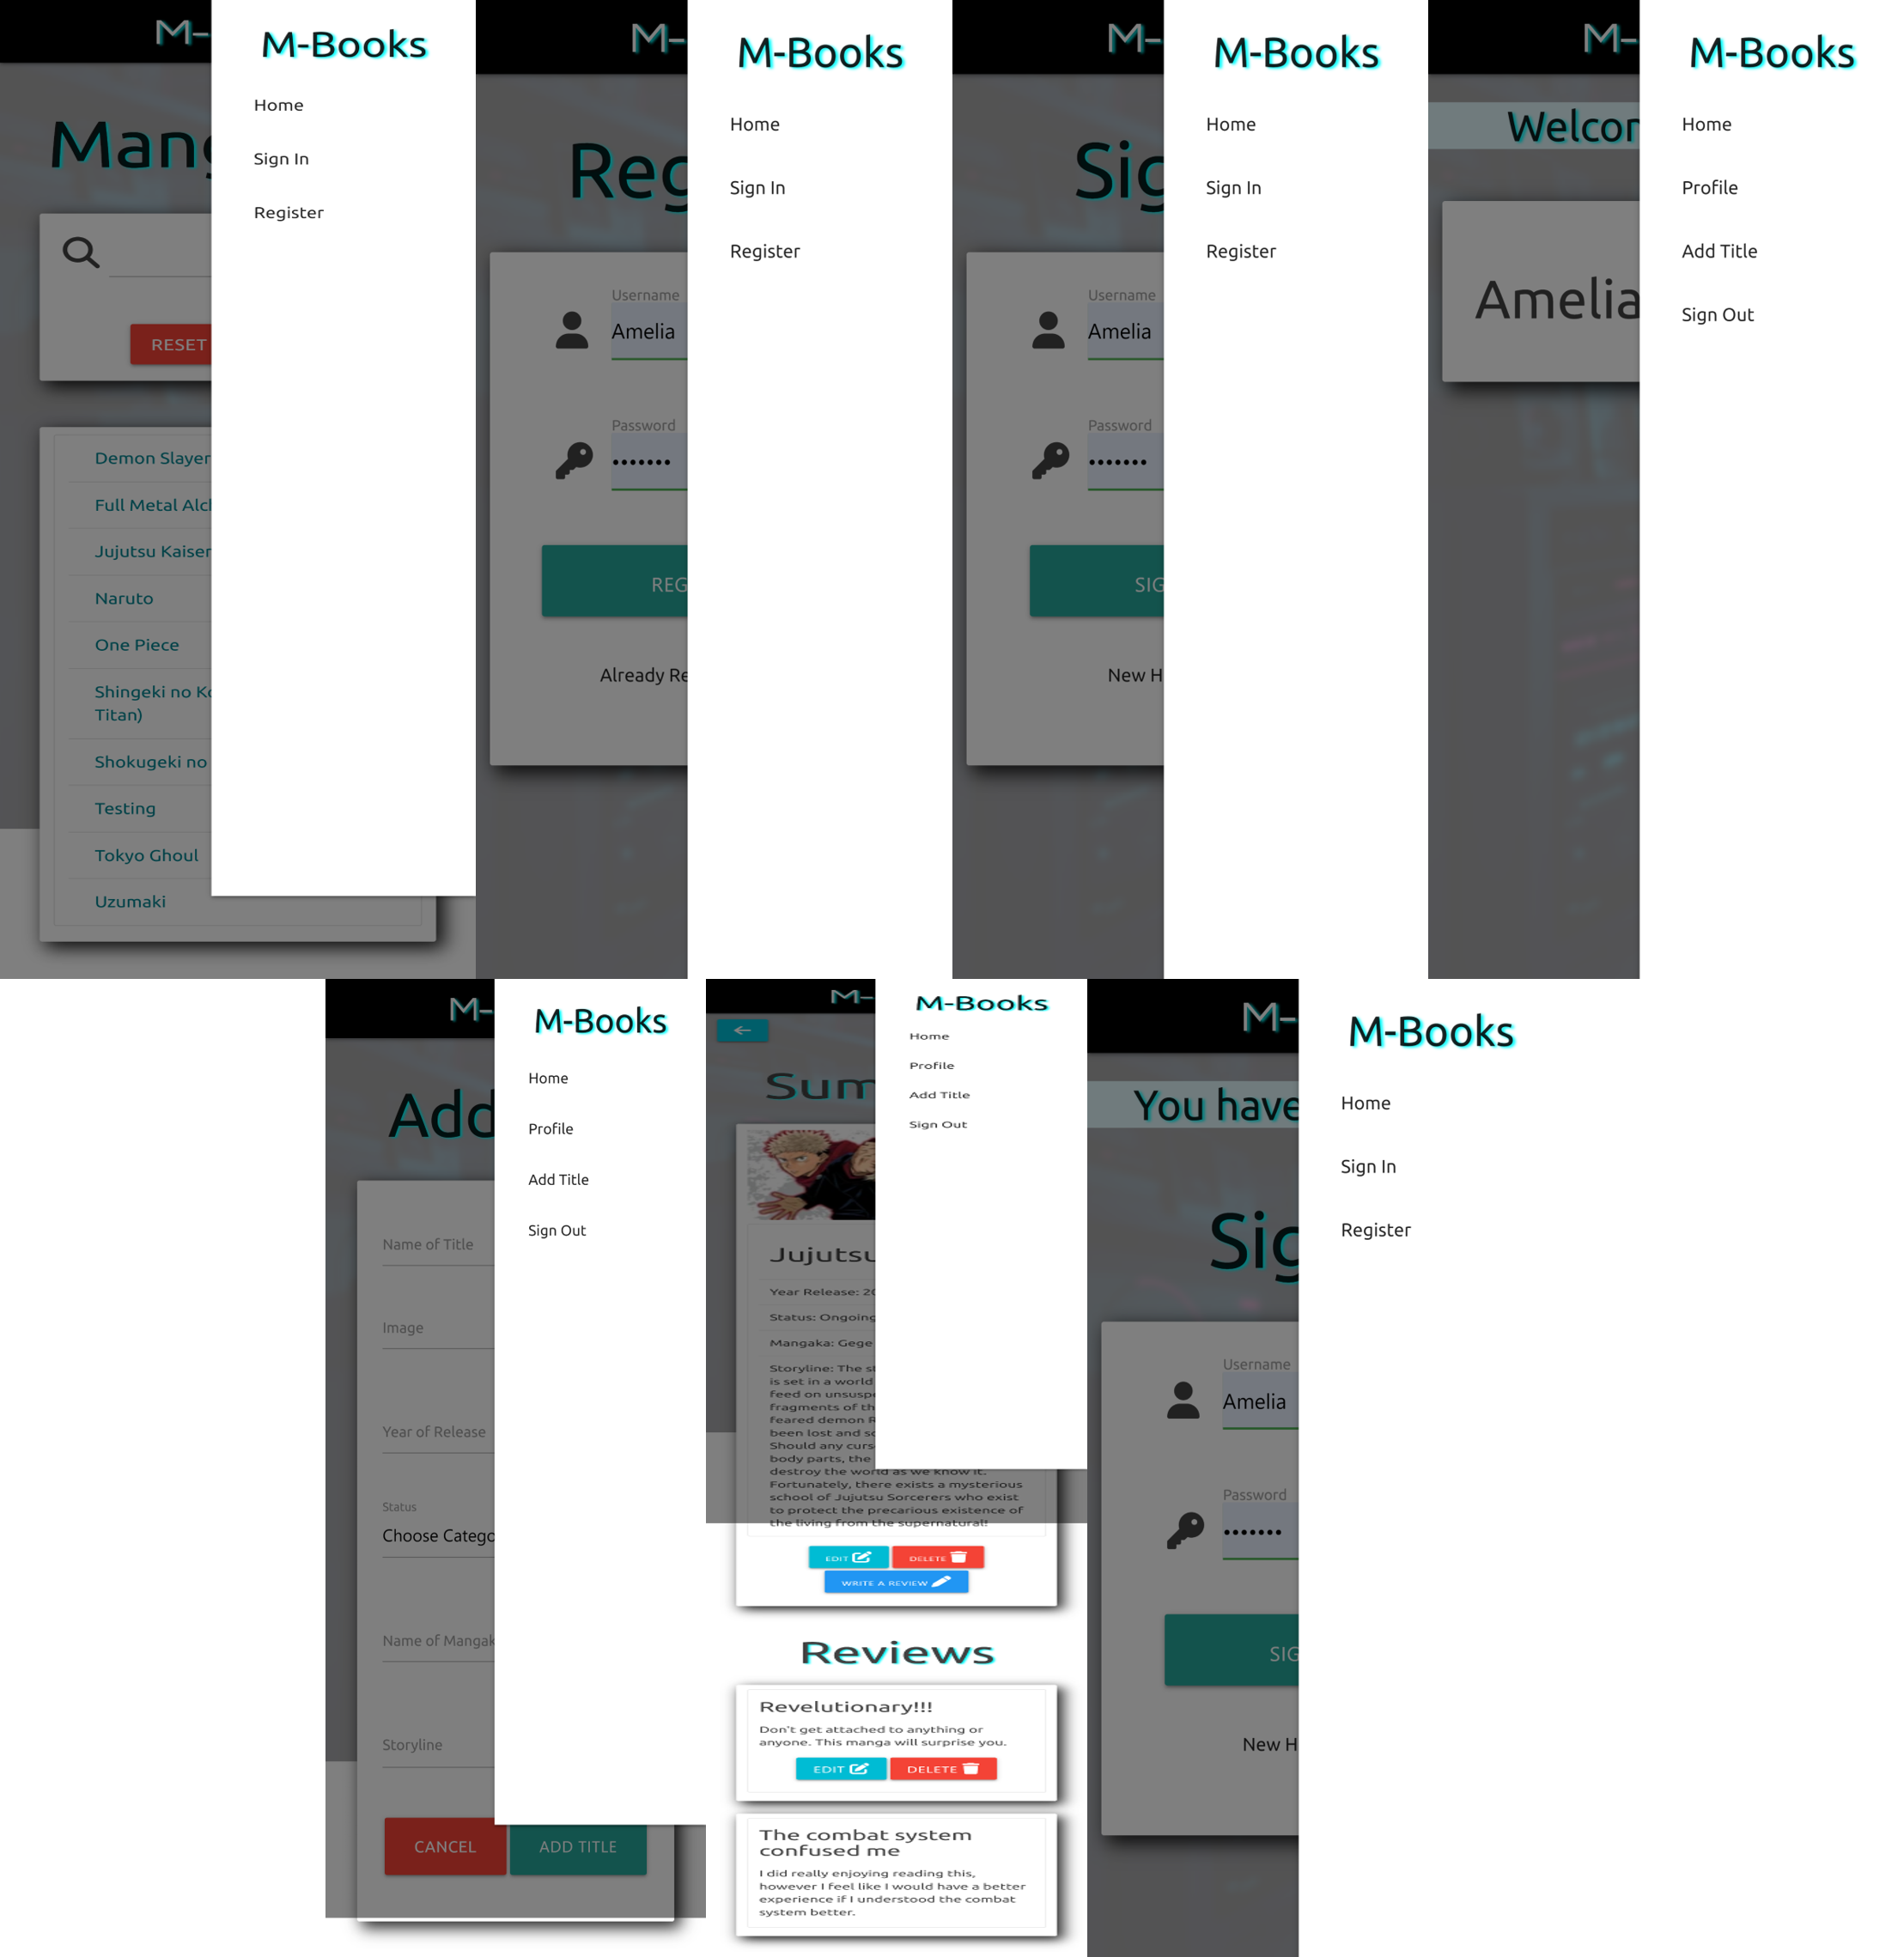 M-
M-Books
Home
Sign In
Register
Mang
RESET
Demon Slayer
Full Metal Alc
Jujutsu Kaisen
Naruto
One Piece
Shingeki no Ko
Titan)
Shokugeki no
Testing
Tokyo Ghoul
Uzumaki
M-
M-Books
Home
Sign In
Register
Reg
Username
Amelia
Password
REG
Already Re
M-
M-Books
Home
Sign In
Register
Sig
Username
Amelia
Password
SIG
New H
M-
M-Books
Home
Profile
Add Title
Sign Out
Welcom
Amelia
M-
M-Books
Home
Profile
Add Title
Sign Out
Add
Name of Title
Image
Year of Release
Status
Choose Catego
Name of Mangak
Storyline
CANCEL ADD TITLE
M-
M-Books
Home
Profile
Add Title
Sign Out
Sum
Jujutsu
Year Release: 20
Status: Ongoing
Mangaka: Gege
Storyline: The st
is set in a world
feed on unsuspe
fragments of th
feared demon R
been lost and sc
Should any curs
body parts, the
destroy the world as we know it.
Fortunately, there exists a mysterious
school of Jujutsu Sorcerers who exist
to protect the precarious existence of
the living from the supernatural!
EDIT DELETE
WRITE A REVIEW
Reviews
Revelutionary!!!
Don't get attached to anything or
anyone. This manga will surprise you.
EDIT DELETE
The combat system
confused me
I did really enjoying reading this,
however I feel like I would have a better
experience if I understood the combat
system better.
M-
M-Books
Home
Sign In
Register
You have
Sig
Username
Amelia
Password
SIG
New H